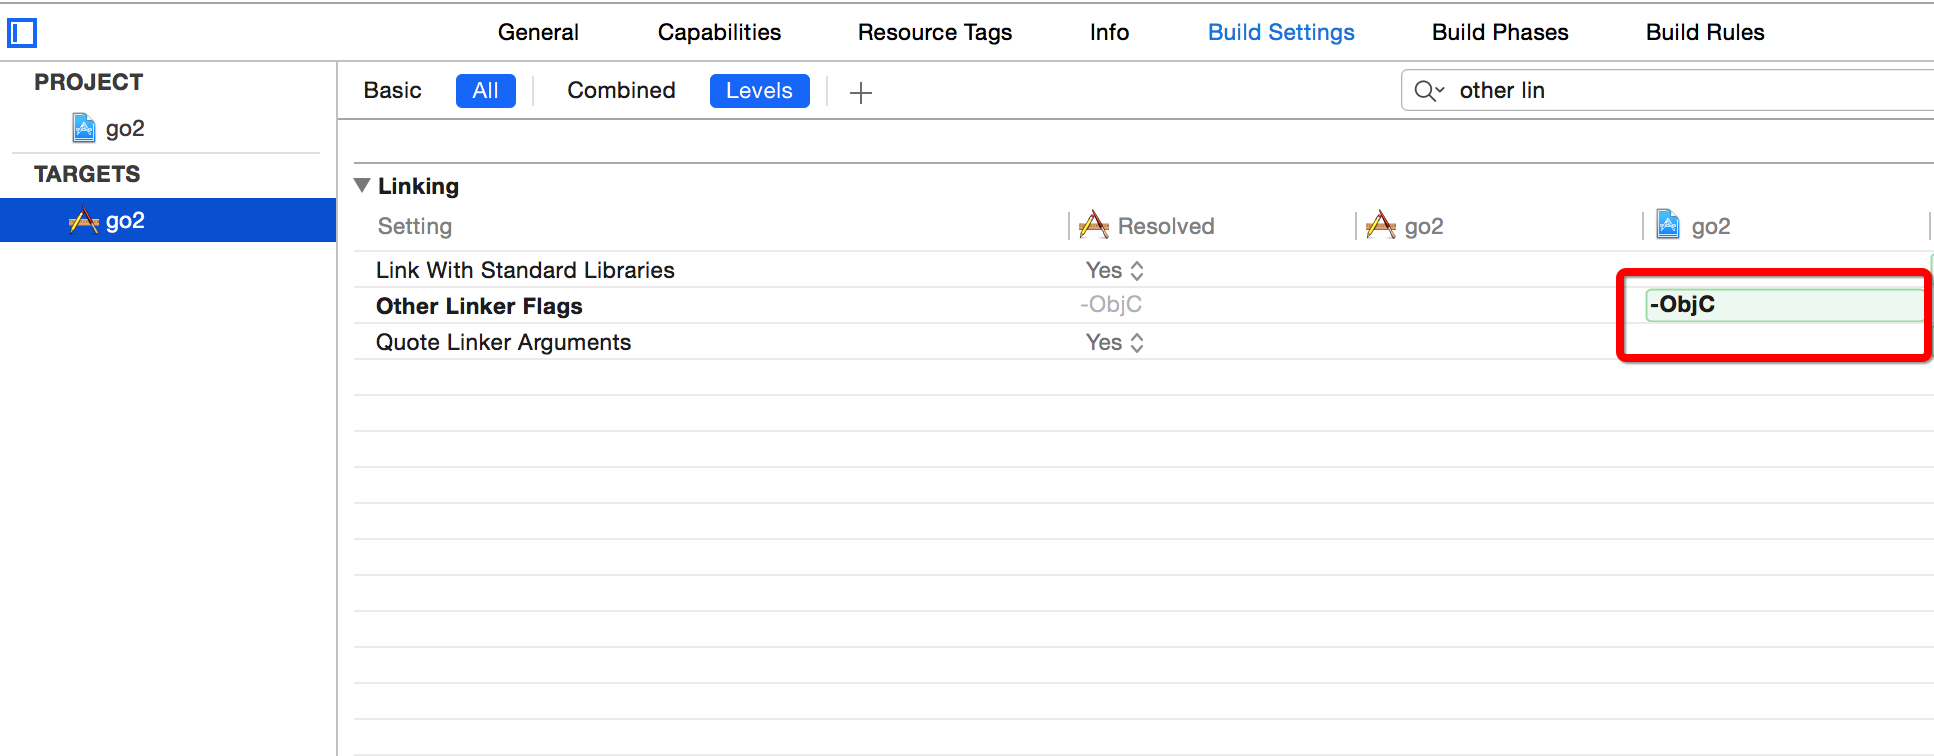 General Capabilities Resource Tags Info Build Settings Build Phases Build Rules
PROJECT
go2
TARGETS
go2
Basic All Combined Levels + other lin
Linking
Setting Resolved go2 go2
Link With Standard Libraries Yes
Other Linker Flags -ObjC -ObjC
Quote Linker Arguments Yes